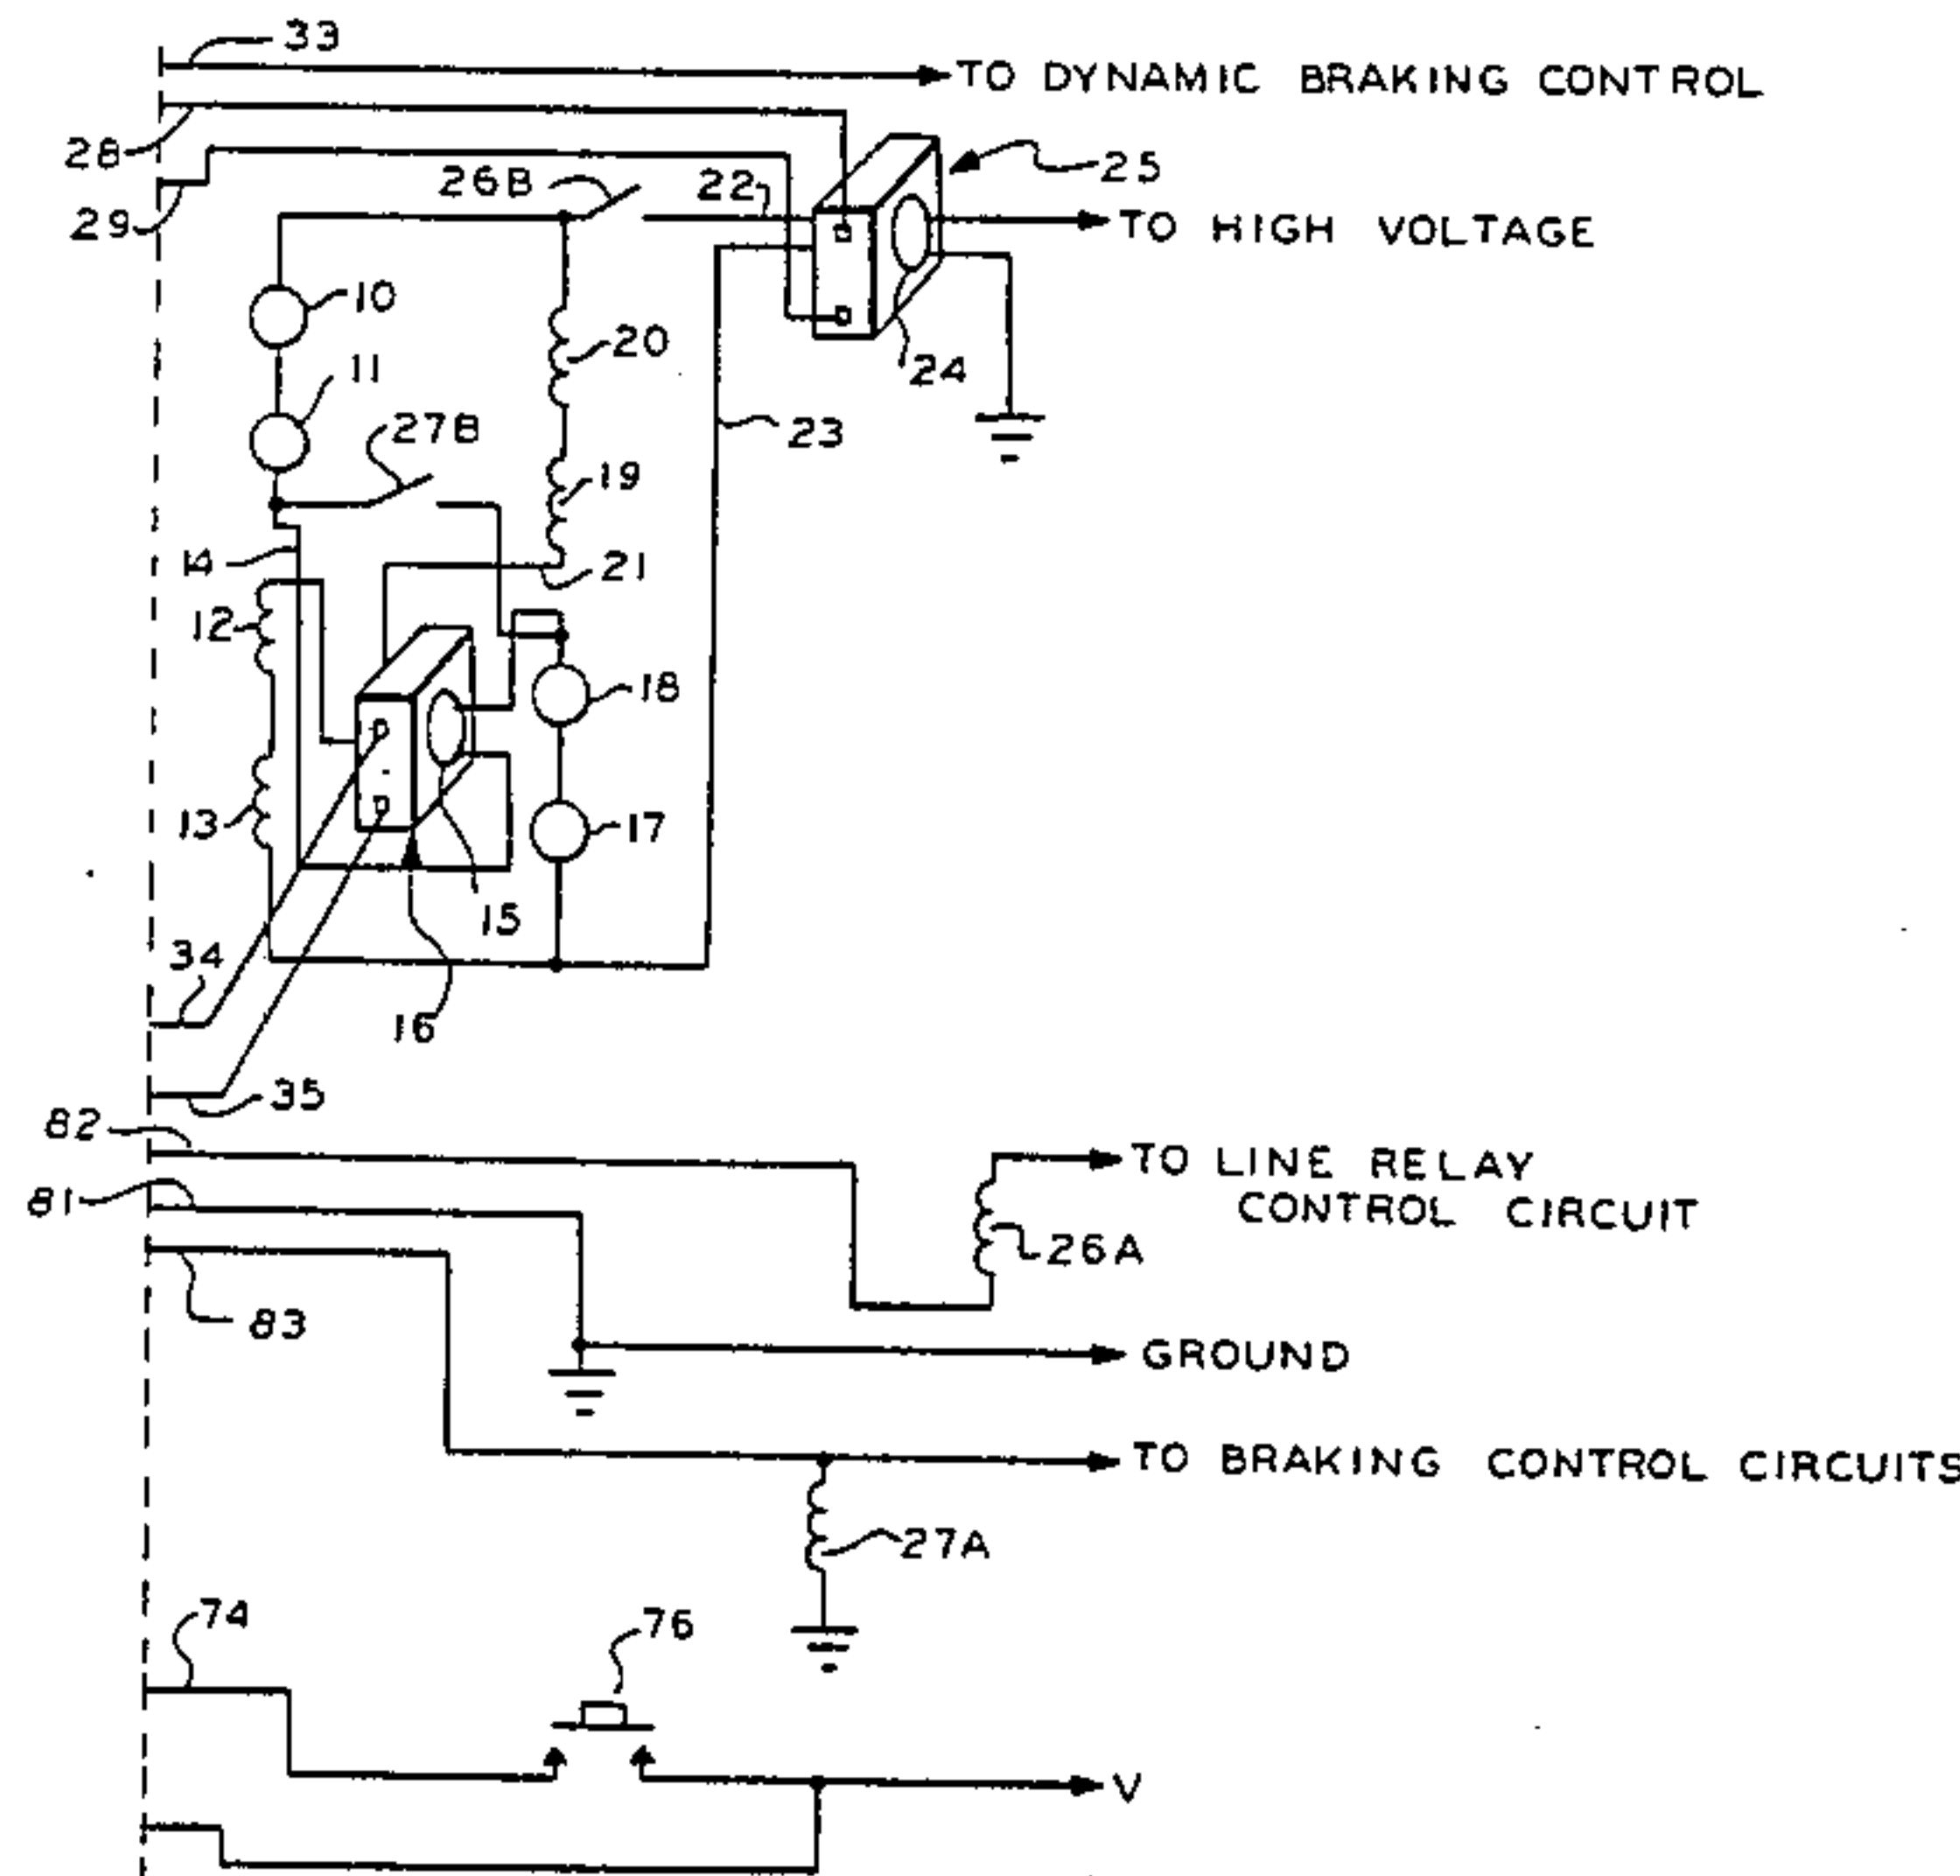 33
TO DYNAMIC BRAKING CONTROL
28
25
26B
22
29
TO HIGH VOLTAGE
10
20
11
24
27B
23
19
14
21
12
18
13
17
15
34
16
35
82
TO LINE RELAY
CONTROL CIRCUIT
81
26A
83
GROUND
TO BRAKING CONTROL CIRCUITS
27A
74
76
V